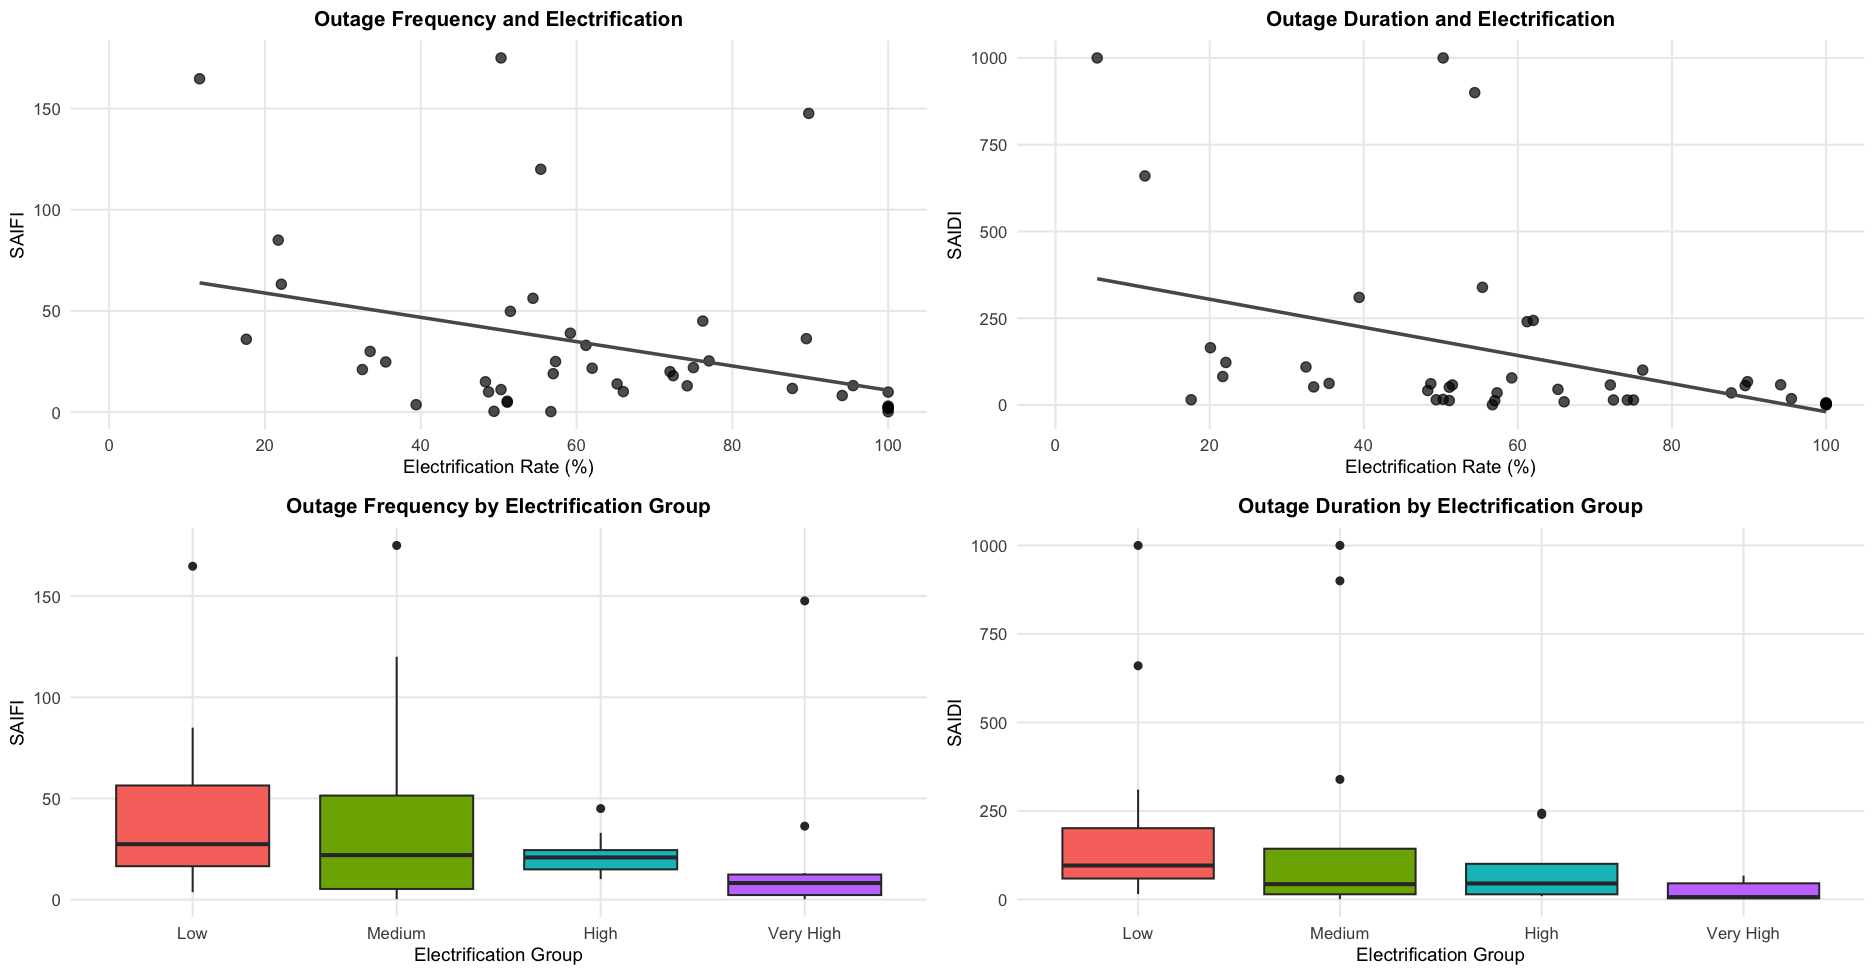 Outage Frequency and Electrification
SAIFI
150
100
50
0
0 20 40 60 80 100
Electrification Rate (%)
Outage Duration and Electrification
SAIDI
1000
750
500
250
0
0 20 40 60 80 100
Electrification Rate (%)
Outage Frequency by Electrification Group
SAIFI
150
100
50
0
Low Medium High Very High
Electrification Group
Outage Duration by Electrification Group
SAIDI
1000
750
500
250
0
Low Medium High Very High
Electrification Group